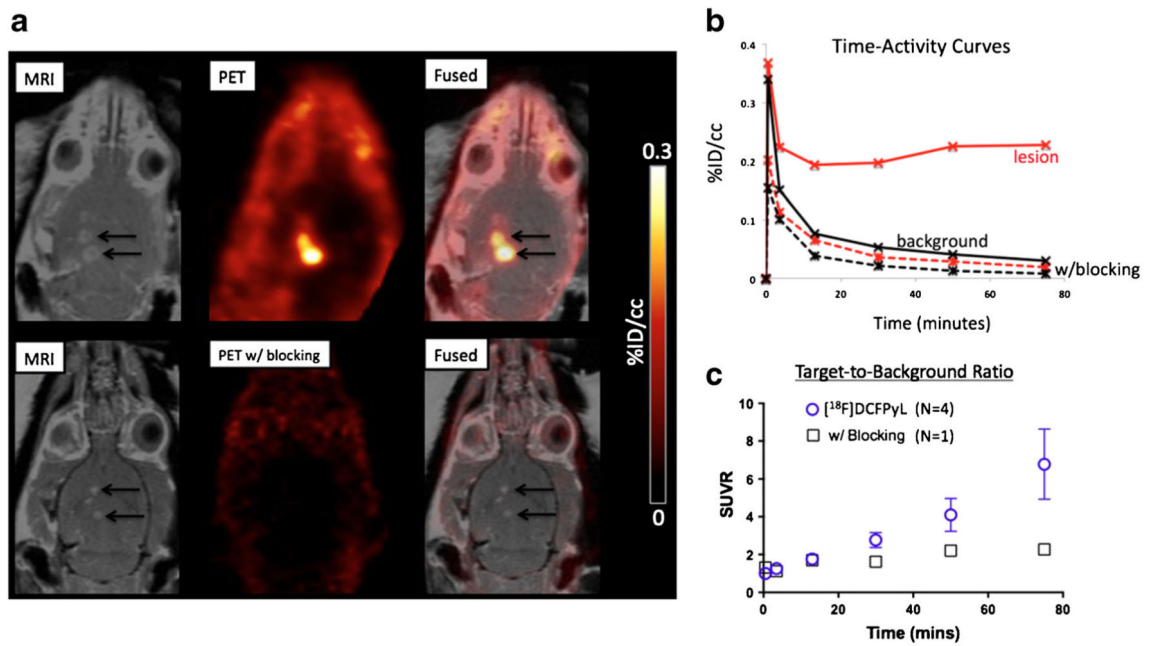 a
MRI
PET
Fused
0.3
%ID/cc
0
MRI
PET w/ blocking
Fused
b
Time-Activity Curves
0.4
0.3
0.2
0.1
0
%ID/cc
lesion
background
w/blocking
0 20 40 60 80
Time (minutes)
c
Target-to-Background Ratio
[¹⁸F]DCFPyL (N=4)
w/ Blocking (N=1)
10
8
6
4
2
0
SUVR
0 20 40 60 80
Time (mins)